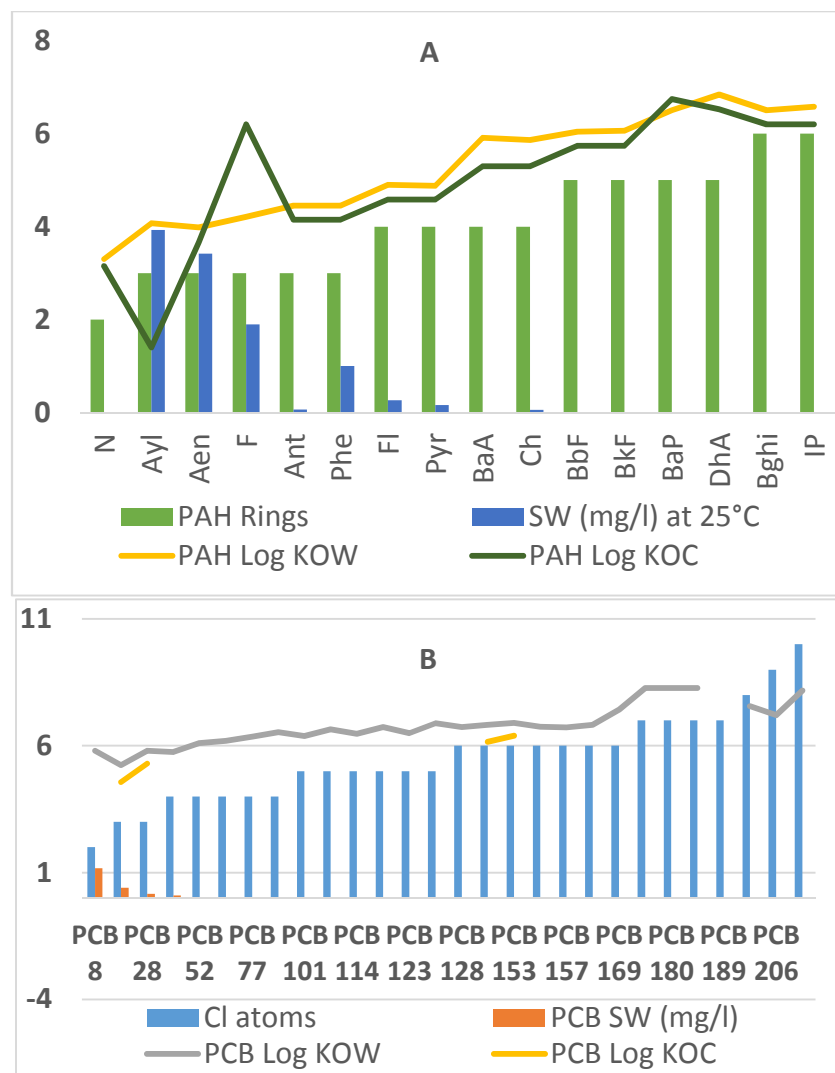 8
A
6
4
2
0
N Ayl Aen F Ant Phe Fl Pyr BaA Ch BbF BkF BaP DhA Bghi IP
PAH Rings SW (mg/l) at 25°C
PAH Log KOW PAH Log KOC
11
B
6
1
PCB PCB PCB PCB PCB PCB PCB PCB PCB PCB PCB PCB PCB PCB
8 28 52 77 101 114 123 128 153 157 169 180 189 206
-4
Cl atoms PCB SW (mg/l)
PCB Log KOW PCB Log KOC